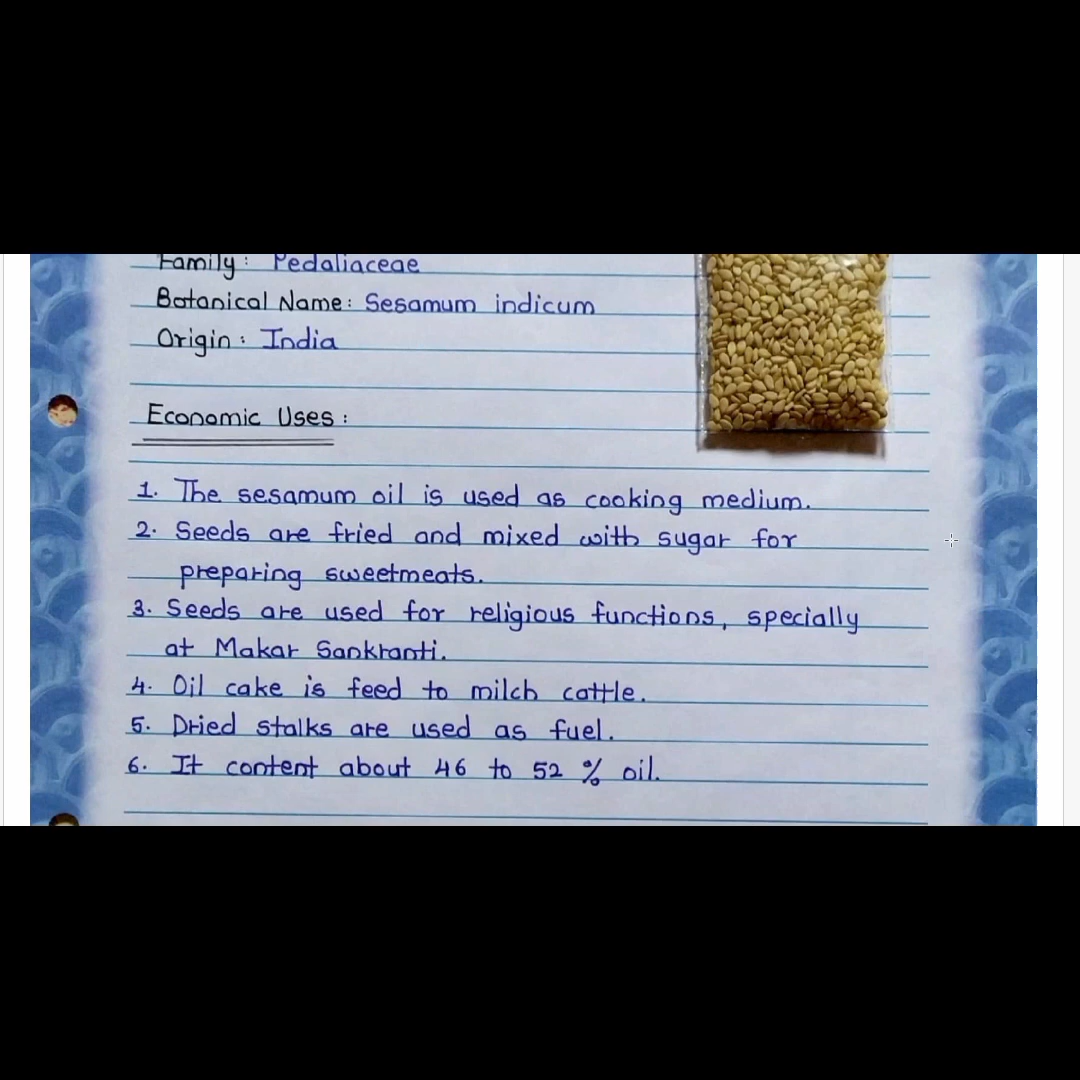 Family : Pedaliaceae
Botanical Name : Sesamum indicum
Origin : India
Economic Uses :
1. The sesamum oil is used as cooking medium.
2. Seeds are fried and mixed with sugar for
preparing sweetmeats.
3. Seeds are used for religious functions, specially
at Makar Sankranti.
4. Oil cake is feed to milch cattle.
5. Dried stalks are used as fuel.
6. It content about 46 to 52 % oil.